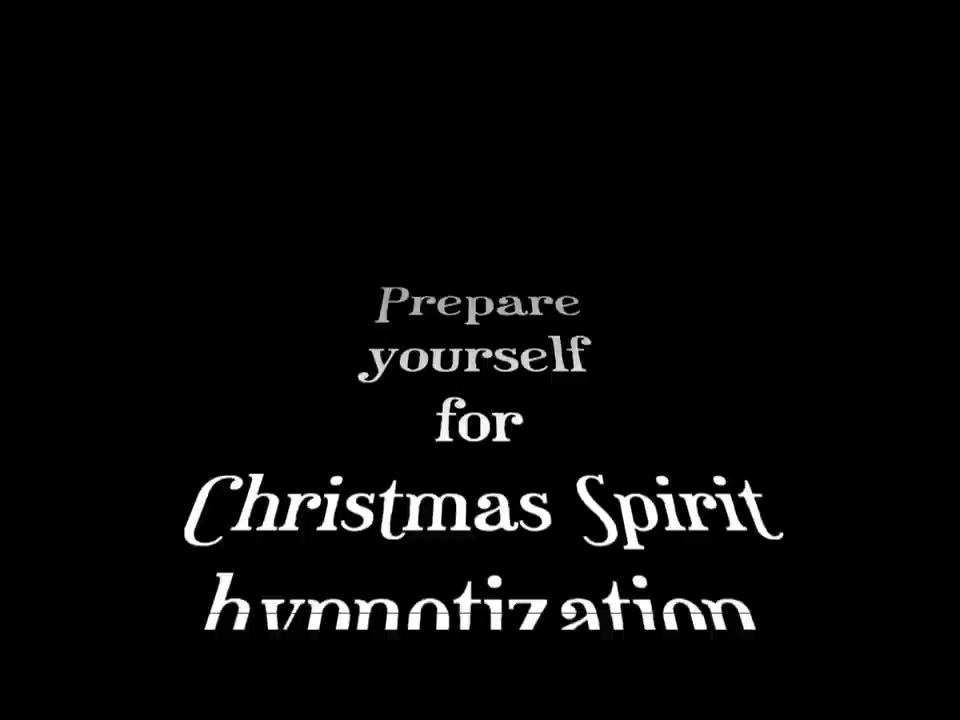 Prepare
yourself
for
Christmas Spirit
hypnotization